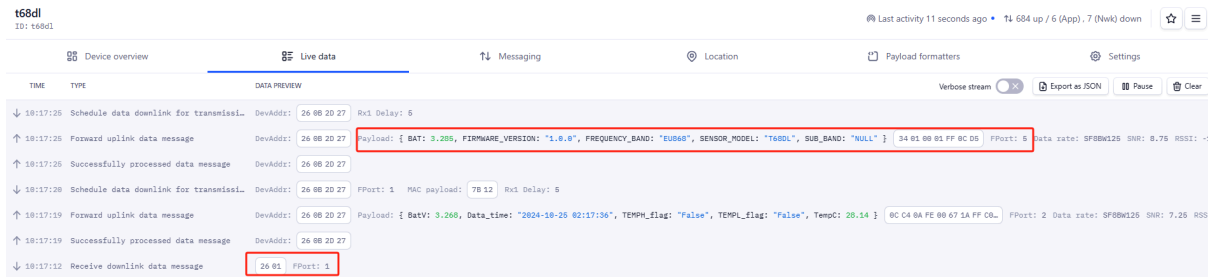 t68dl
ID: t68dl
Last activity 11 seconds ago • ↑↓ 684 up / 6 (App) . 7 (Nwk) down
Device overview Live data Messaging Location Payload formatters Settings
TIME TYPE DATA PREVIEW Verbose stream Export as JSON Pause Clear
↓ 10:17:25 Schedule data downlink for transmissi… DevAddr: 26 0B 2D 27 Rx1 Delay: 5
↑ 10:17:25 Forward uplink data message DevAddr: 26 0B 2D 27 Payload: { BAT: 3.285, FIRMWARE_VERSION: "1.0.0", FREQUENCY_BAND: "EU868", SENSOR_MODEL: "T68DL", SUB_BAND: "NULL" } 34 01 00 01 FF 0C D5 FPort: 5 Data rate: SF8BW125 SNR: 8.75 RSSI:
↑ 10:17:25 Successfully processed data message DevAddr: 26 0B 2D 27
↓ 10:17:20 Schedule data downlink for transmissi… DevAddr: 26 0B 2D 27 FPort: 1 MAC payload: 7B 12 Rx1 Delay: 5
↑ 10:17:19 Forward uplink data message DevAddr: 26 0B 2D 27 Payload: { BatV: 3.268, Data_time: "2024-10-25 02:17:36", TEMPH_flag: "False", TEMPL_flag: "False", TempC: 28.14 } 0C C4 0A FE 00 67 1A FF C0… FPort: 2 Data rate: SF8BW125 SNR: 7.25 RSS
↑ 10:17:19 Successfully processed data message DevAddr: 26 0B 2D 27
↓ 10:17:12 Receive downlink data message 26 01 FPort: 1